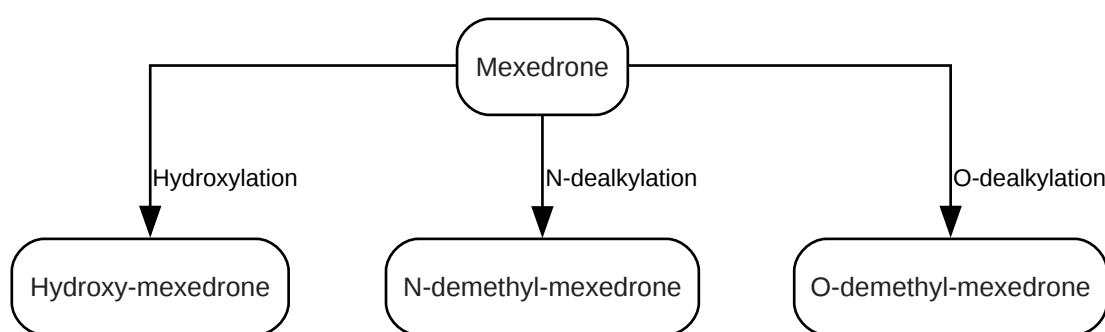 Mexedrone
Hydroxylation
N-dealkylation
O-dealkylation
Hydroxy-mexedrone
N-demethyl-mexedrone
O-demethyl-mexedrone